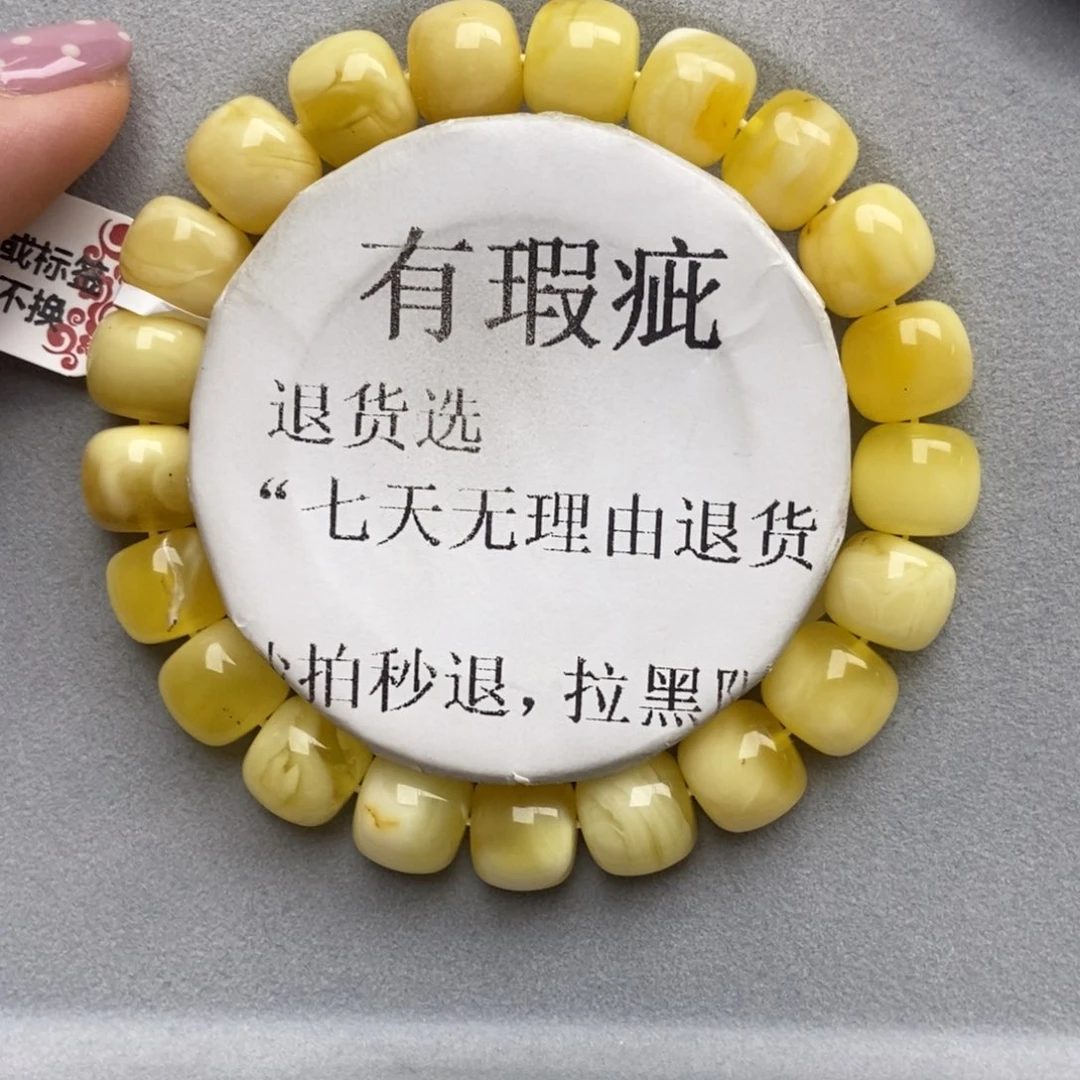 有瑕疵
退货选
“七天无理由退货
拍秒退，拉黑
或标签
不换